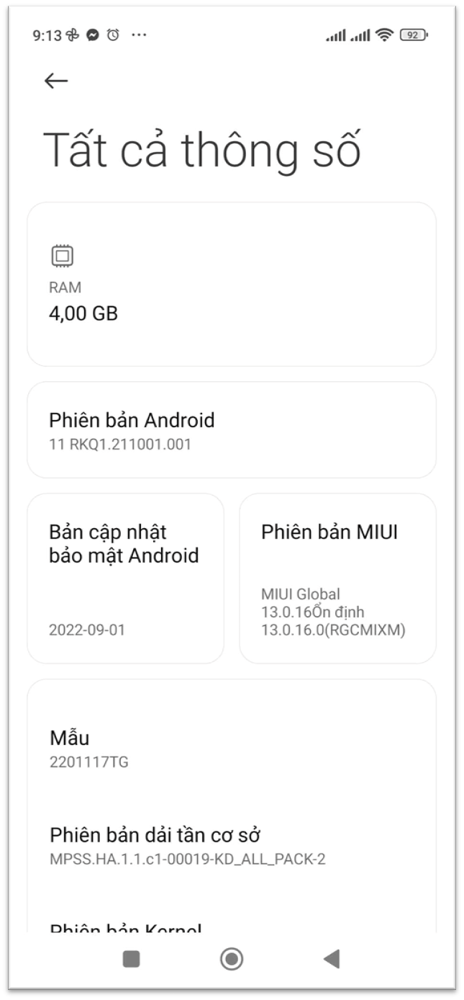 9:13 ... 92
Tất cả thông số
RAM
4,00 GB
Phiên bản Android
11 RKQ1.211001.001
Bản cập nhật
bảo mật Android
2022-09-01
Phiên bản MIUI
MIUI Global
13.0.16Ổn định
13.0.16.0(RGCMIXM)
Mẫu
2201117TG
Phiên bản dải tần cơ sở
MPSS.HA.1.1.c1-00019-KD_ALL_PACK-2
Phiên bản Kernel